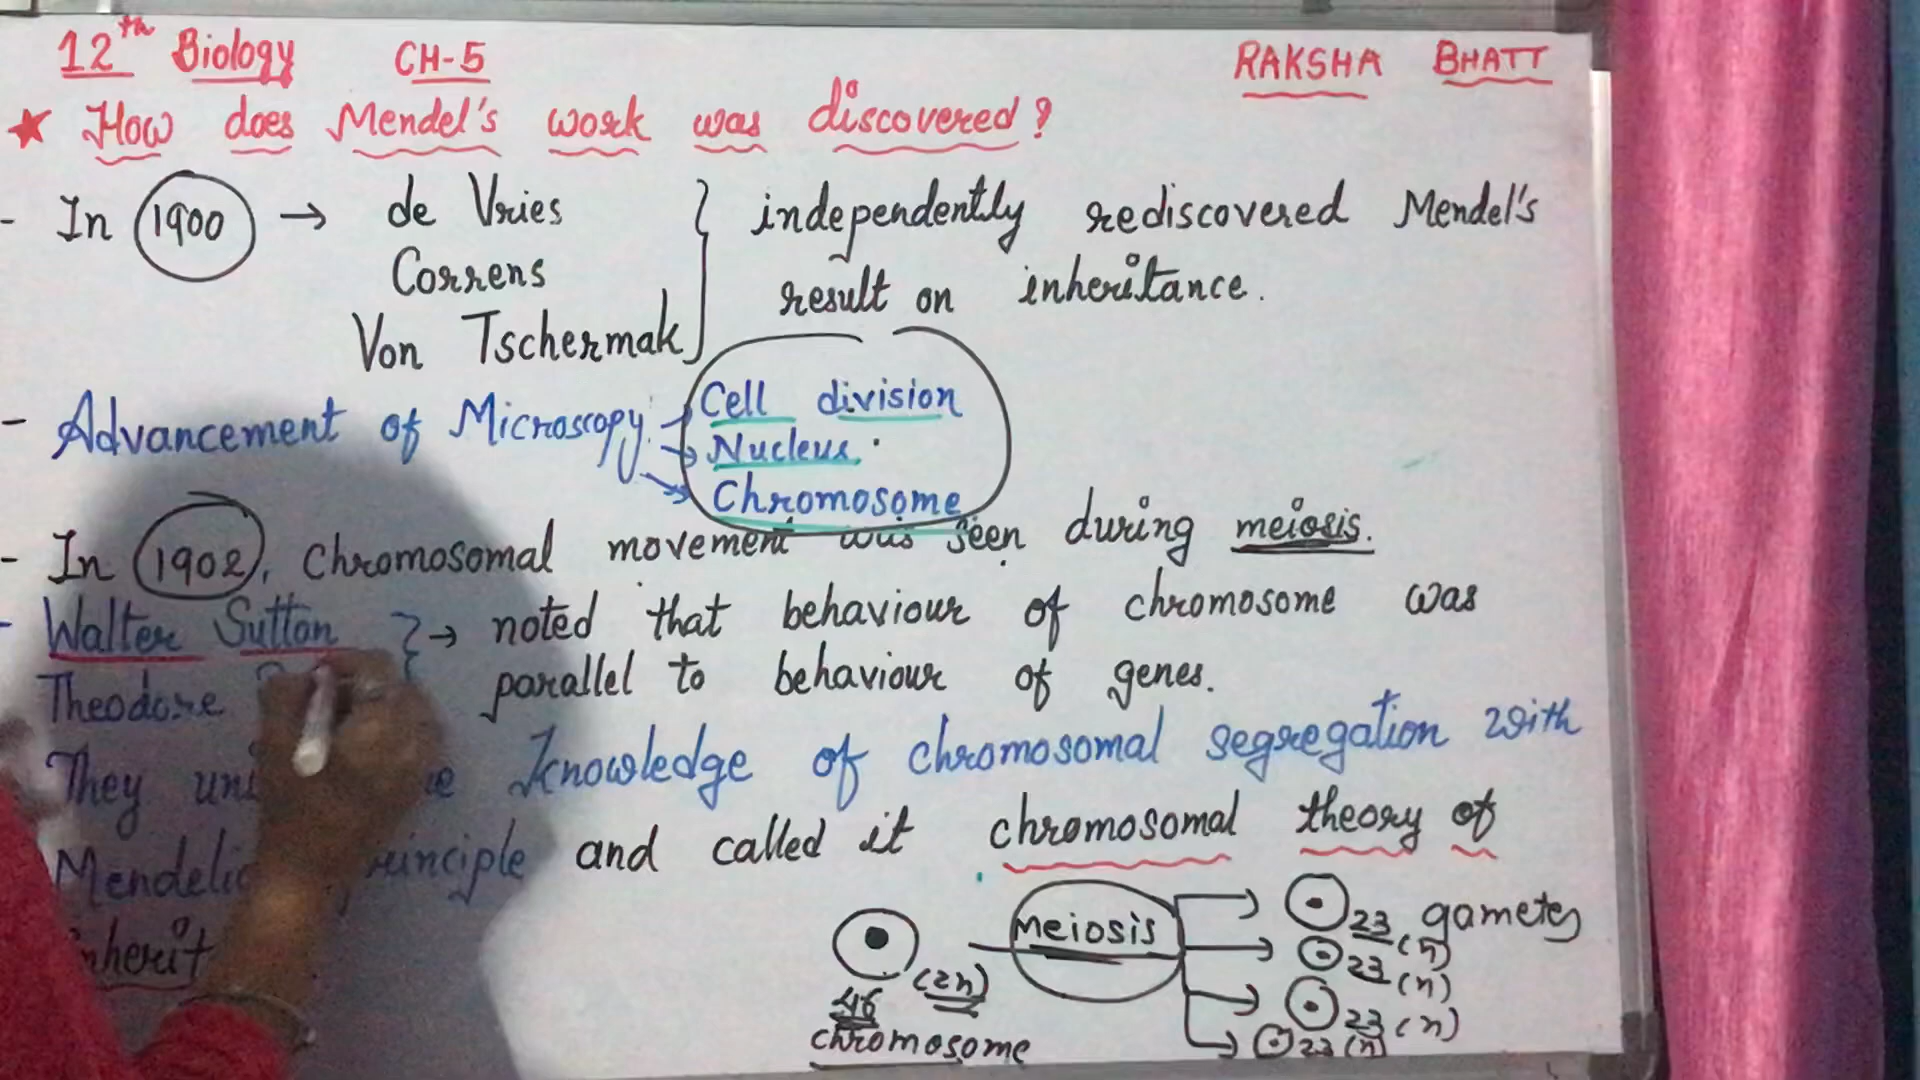 12th Biology CH-5 RAKSHA BHATT
★ How does Mendel's work was discovered?
- In 1900 → de Vries } independently rediscovered Mendel's
Correns result on inheritance.
Von Tschermak
- Advancement of Microscopy: → Cell division
→ Nucleus.
→ Chromosome
- In 1902, Chromosomal movement was seen during meiosis.
- Walter Sutton } → noted that behaviour of chromosome was
Theodore parallel to behaviour of genes.
They knowledge of chromosomal segregation with
Mendelian principle and called it chromosomal theory of
inherit
meiosis
23 gametes
(n)
23 (n)
23 (n)
23 (n)
(2n)
46
chromosome